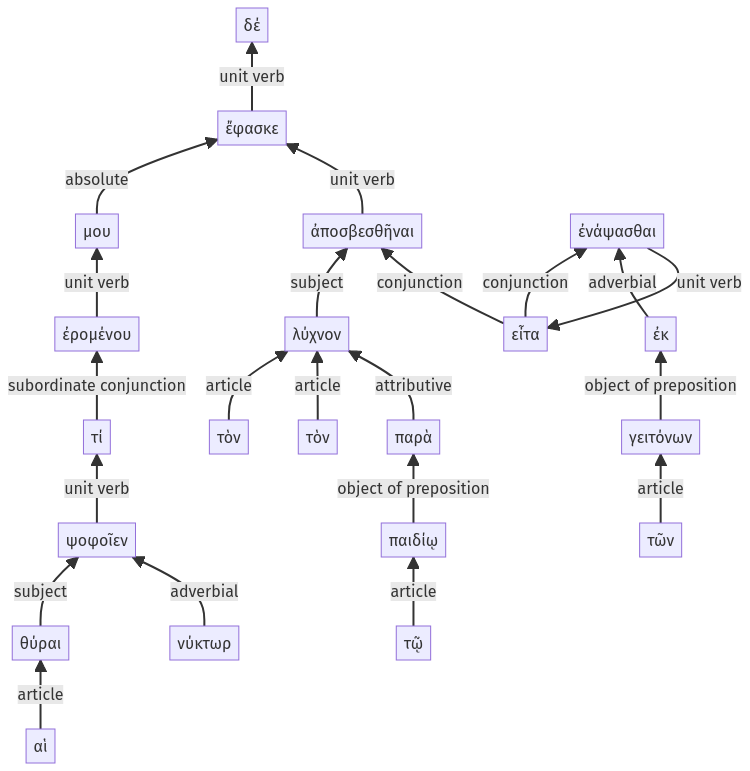 δέ
unit verb
ἔφασκε
absolute
unit verb
μου
ἀποσβεσθῆναι
ἐνάψασθαι
unit verb
subject
conjunction
conjunction
adverbial
unit verb
ἐρομένου
λύχνον
εἶτα
ἐκ
subordinate conjunction
article
article
attributive
object of preposition
τί
τὸν
τὸν
παρὰ
γειτόνων
unit verb
object of preposition
article
ψοφοῖεν
παιδίῳ
τῶν
subject
adverbial
article
θύραι
νύκτωρ
τῷ
article
αἱ